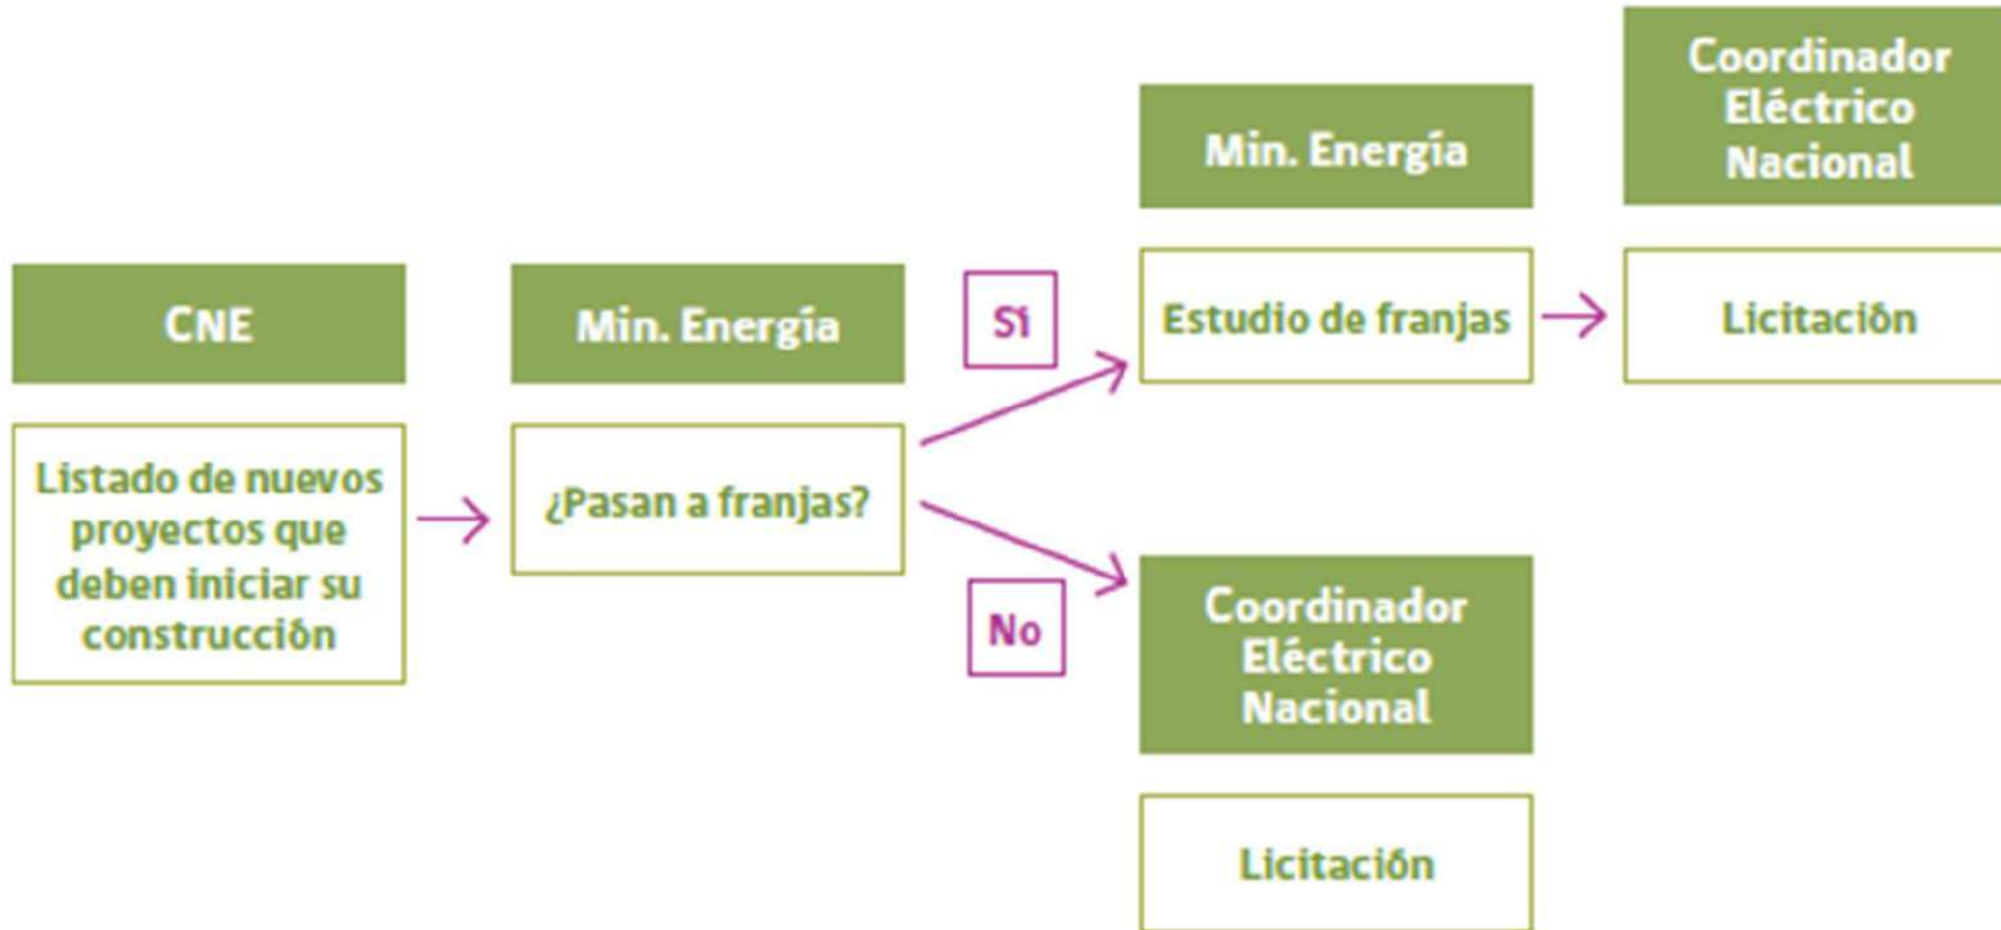 CNE
Listado de nuevos
proyectos que
deben iniciar su
construcción
Min. Energía
¿Pasan a franjas?
Sí
Min. Energía
Estudio de franjas
Coordinador
Eléctrico
Nacional
Licitación
No
Coordinador
Eléctrico
Nacional
Licitación